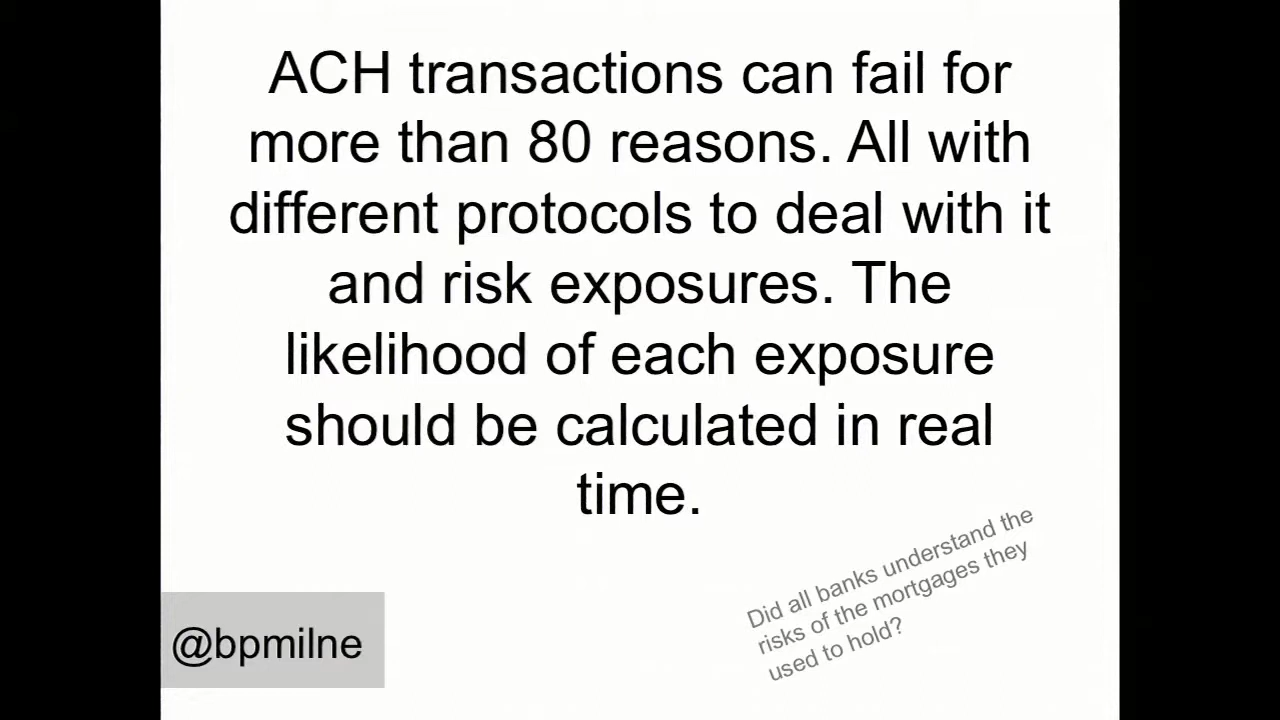 ACH transactions can fail for
more than 80 reasons. All with
different protocols to deal with it
and risk exposures. The
likelihood of each exposure
should be calculated in real
time.
Did all banks understand the
risks of the mortgages they
used to hold?
@bpmilne